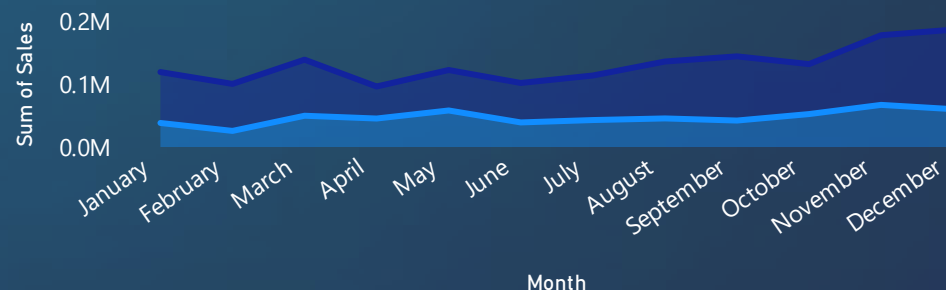 Sum of Sales
0.2M
0.1M
0.0M
January
February
March
April
May
June
July
August
September
October
November
December
Month